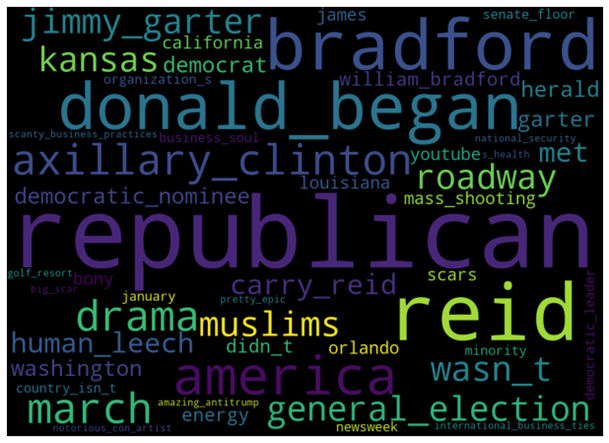 jimmy_garter
james
senate_floor
bradford
california
kansas
democrat
organization_s
william_bradford
herald
donald_began
garter
scanty_business_practices
business_soul
national_security
axillary_clinton
youtube
s_health
met
louisiana
roadway
democratic_nominee
mass_shooting
republican
golf_resort
bony
big_scar
carry_reid
scars
january
pretty_epic
reid
drama
muslims
democratic_leader
human_leech
didn_t
orlando
minority
washington
america
wasn_t
country_isn_t
march
amazing_antitrump
energy
general_election
notorious_con_artist
newsweek
international_business_ties